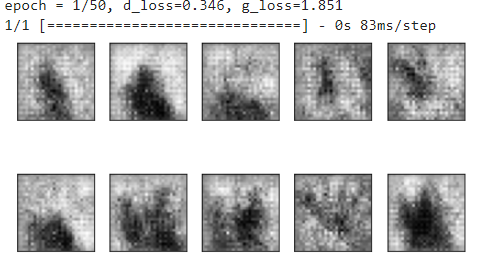 epoch = 1/50, d_loss=0.346, g_loss=1.851
1/1 [==============================] - 0s 83ms/step